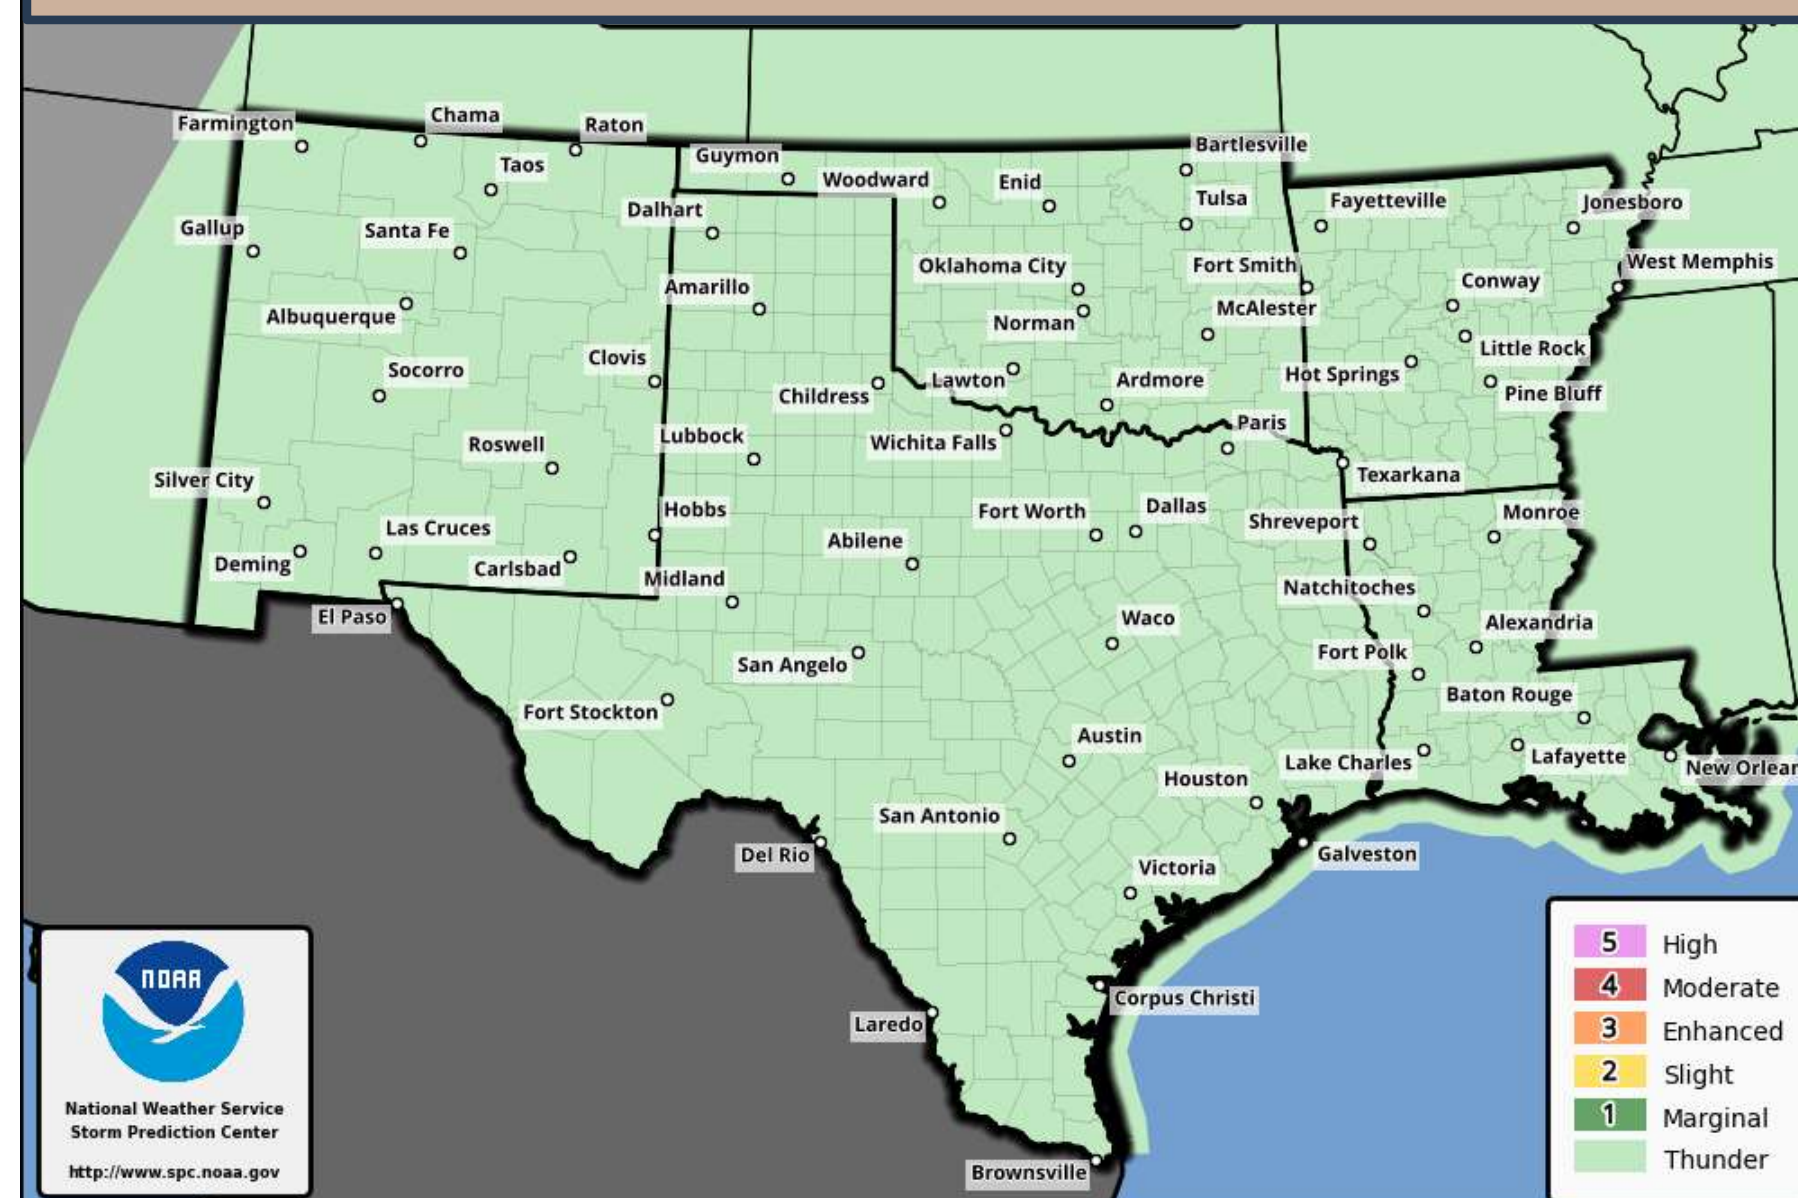 Farmington
Chama
Raton
Taos
Guymon
Woodward
Enid
Bartlesville
Tulsa
Fayetteville
Jonesboro
Gallup
Santa Fe
Dalhart
Oklahoma City
Fort Smith
West Memphis
Albuquerque
Amarillo
Norman
McAlester
Conway
Little Rock
Socorro
Clovis
Childress
Lawton
Ardmore
Hot Springs
Pine Bluff
Roswell
Lubbock
Wichita Falls
Paris
Texarkana
Silver City
Hobbs
Fort Worth
Dallas
Shreveport
Monroe
Las Cruces
Abilene
Deming
Carlsbad
Midland
Natchitoches
El Paso
Waco
Alexandria
San Angelo
Fort Polk
Fort Stockton
Baton Rouge
Austin
Lake Charles
Lafayette
New Orlean
Houston
San Antonio
Del Rio
Galveston
Victoria
Corpus Christi
Laredo
Brownsville
NOAA
National Weather Service
Storm Prediction Center
http://www.spc.noaa.gov
5 High
4 Moderate
3 Enhanced
2 Slight
1 Marginal
Thunder